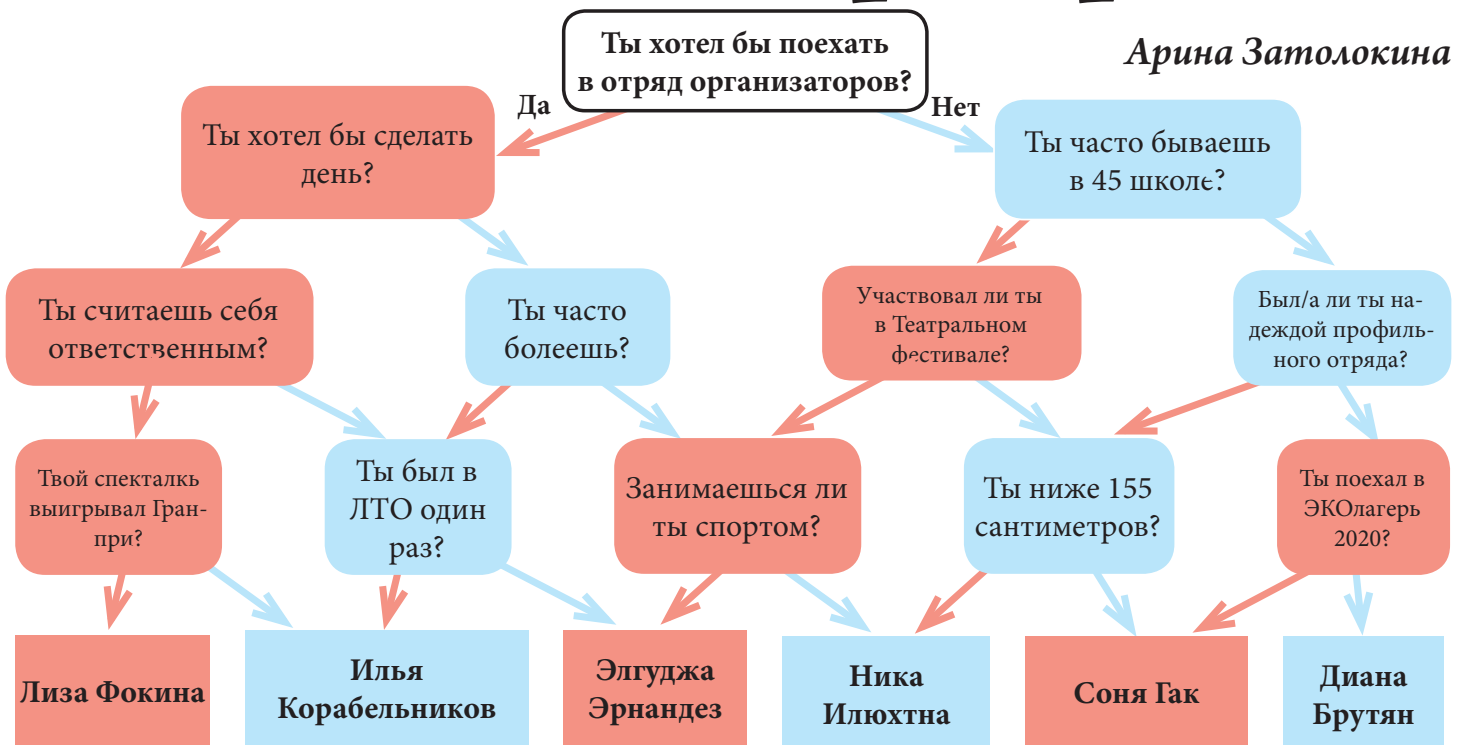 Ты хотел бы поехать
в отряд организаторов?
Арина Затолокина
Да
Нет
Ты хотел бы сделать
день?
Ты часто бываешь
в 45 школе?
Ты считаешь себя
ответственным?
Ты часто
болеешь?
Участвовал ли ты
в Театральном
фестивале?
Был/а ли ты на-
деждой профиль-
ного отряда?
Твой спекталкь
выигрывал Гран-
при?
Ты был в
ЛТО один
раз?
Занимаешься ли
ты спортом?
Ты ниже 155
сантиметров?
Ты поехал в
ЭКОлагерь
2020?
Лиза Фокина
Илья
Корабельников
Элгуджа
Эрнандез
Ника
Илюхтна
Соня Гак
Диана
Брутян